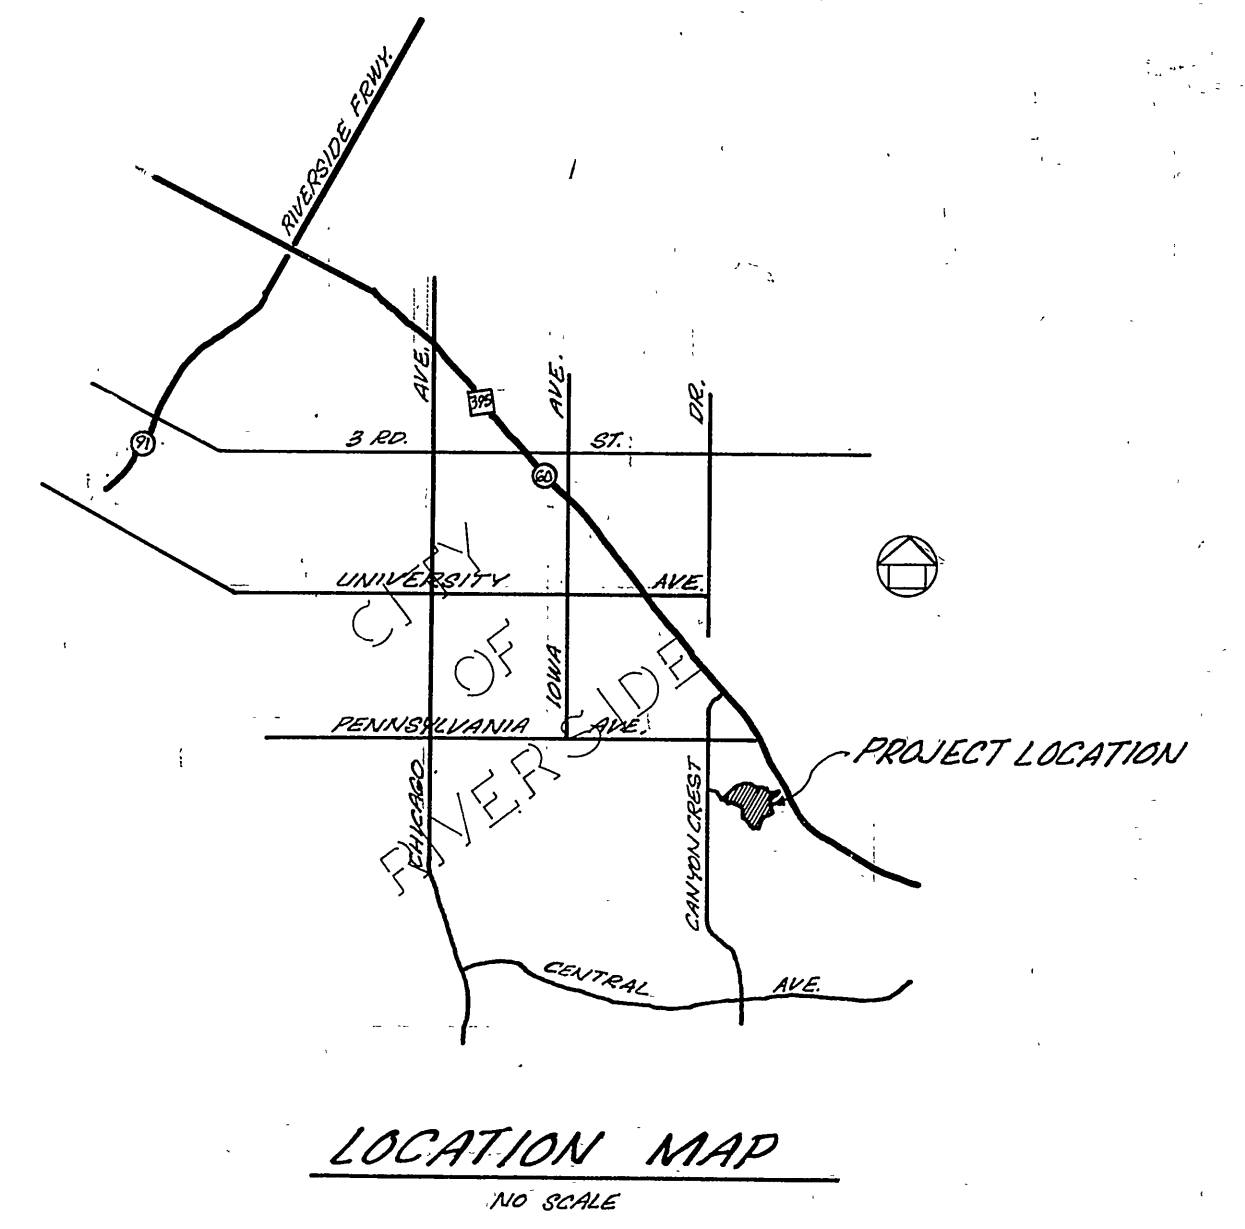 RIVERSIDE FRWY.
AVE.
395
AVE.
DR.
91
3 RD. ST.
60
UNIVERSITY AVE.
CITY
OF
RIVERSIDE
IOWA
PENNSYLVANIA AVE.
PROJECT LOCATION
CHICAGO
CANYON CREST
CENTRAL AVE.
LOCATION MAP
NO SCALE